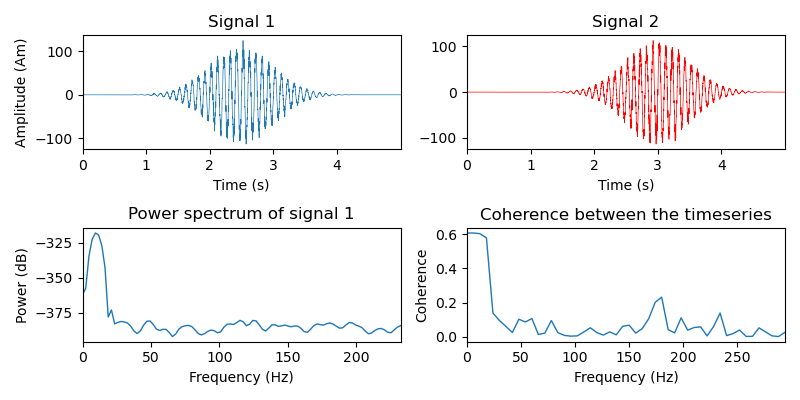 Signal 1
Amplitude (Am)
100
0
−100
0 1 2 3 4
Time (s)
Signal 2
100
0
−100
0 1 2 3 4
Time (s)
Power spectrum of signal 1
Power (dB)
−325
−350
−375
0 50 100 150 200
Frequency (Hz)
Coherence between the timeseries
Coherence
0.6
0.4
0.2
0.0
0 50 100 150 200 250
Frequency (Hz)